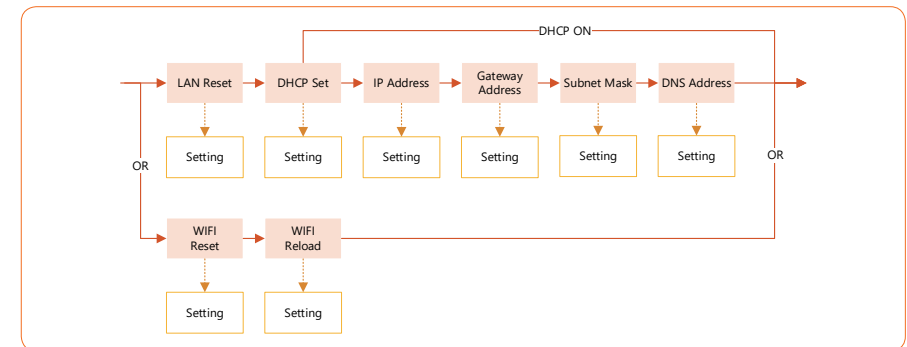 DHCP ON
LAN Reset
DHCP Set
IP Address
Gateway
Address
Subnet Mask
DNS Address
Setting
Setting
Setting
Setting
Setting
Setting
OR
OR
WIFI
Reset
WIFI
Reload
Setting
Setting